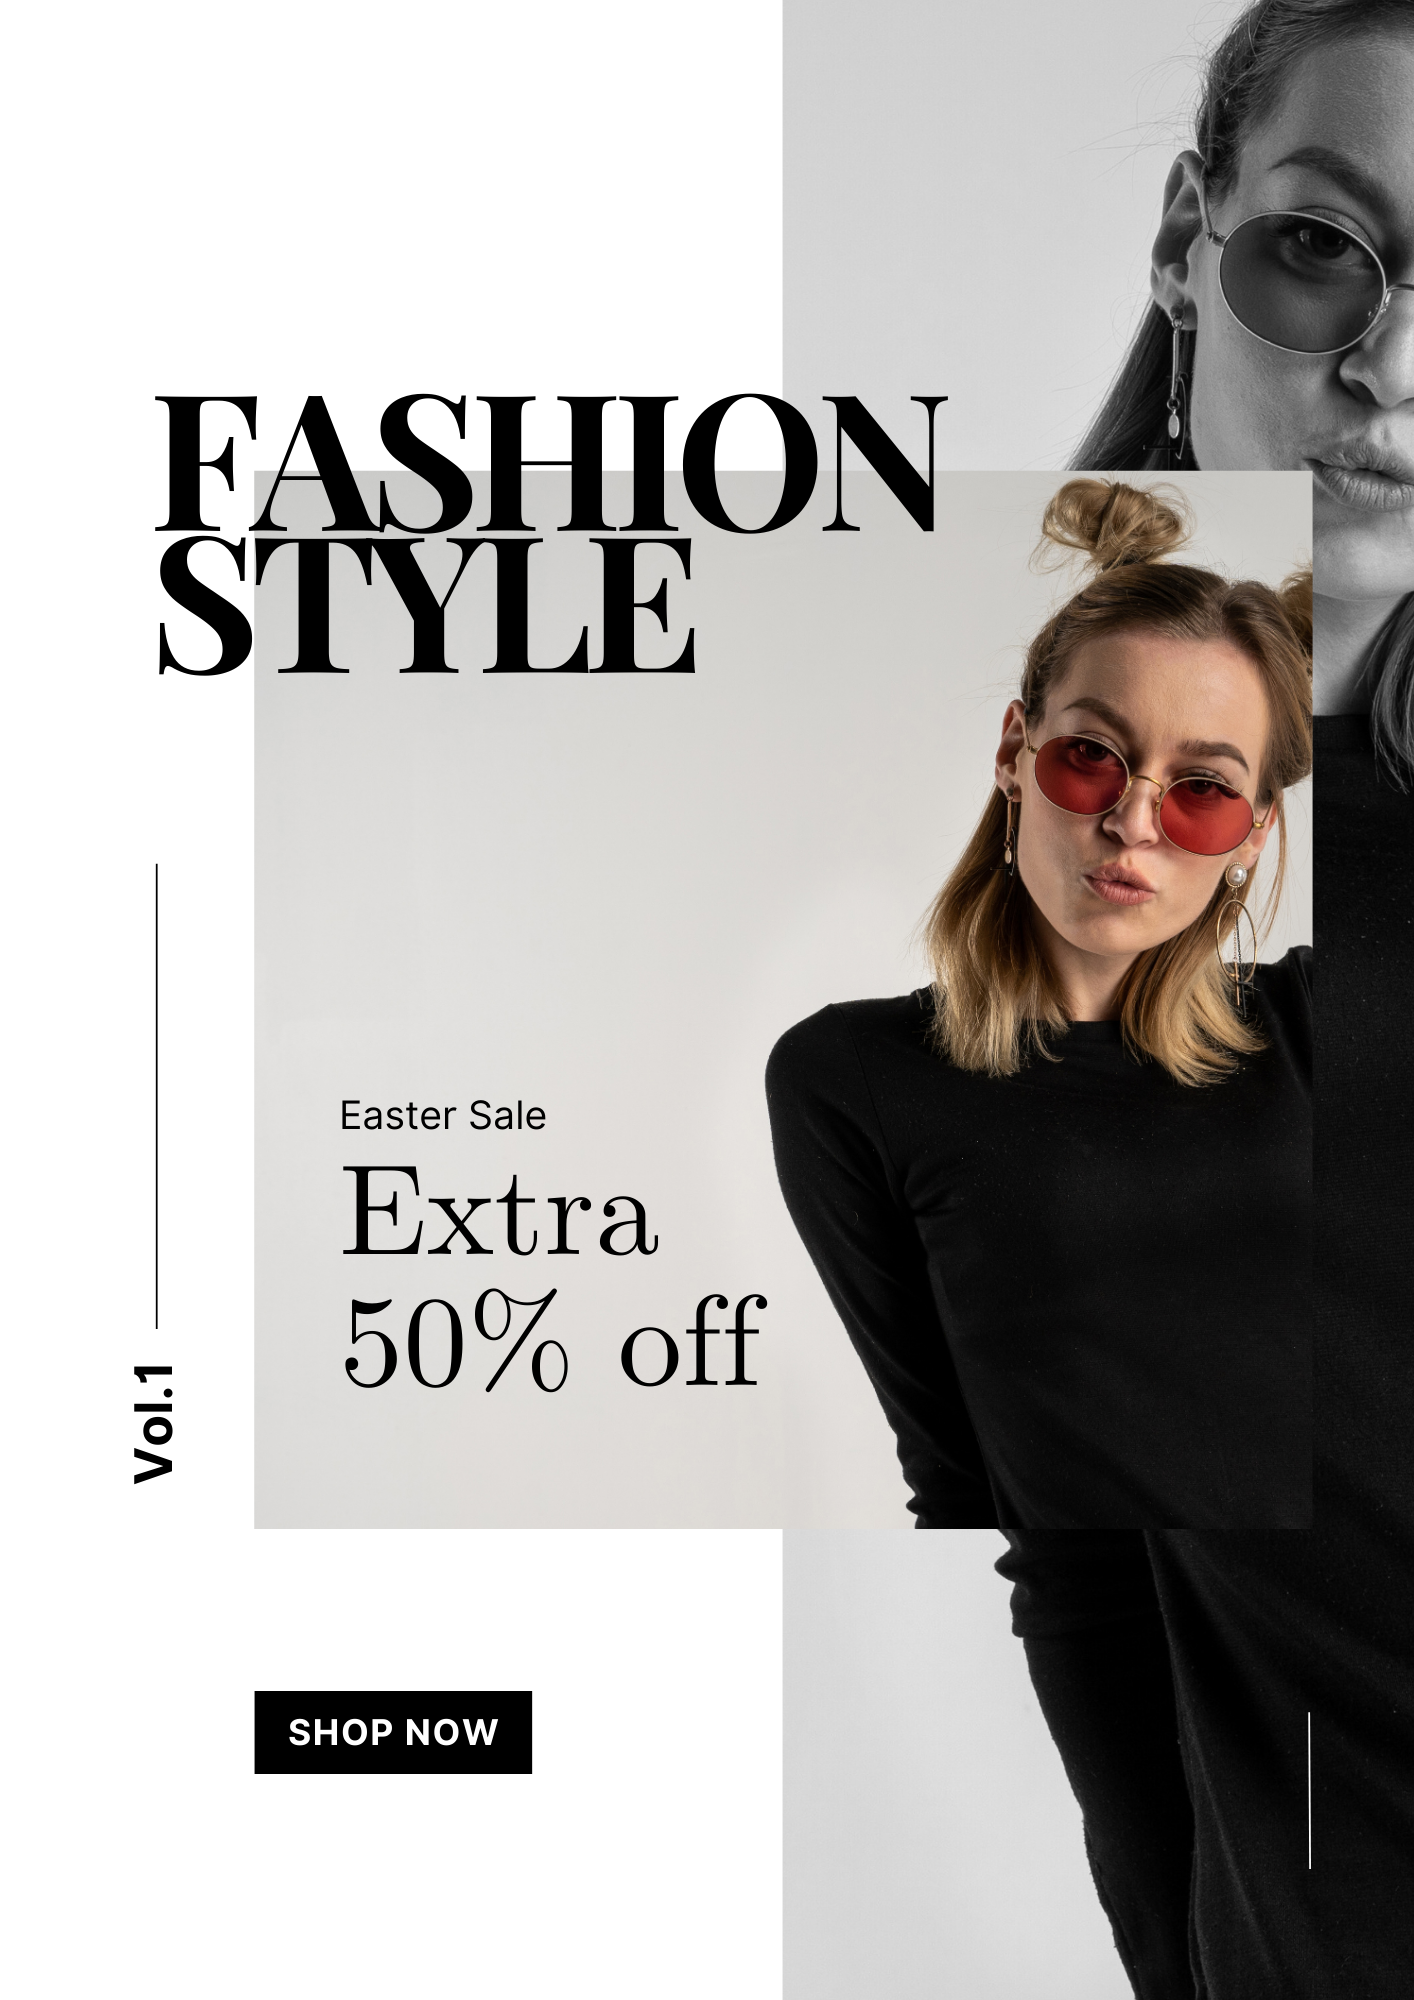 FASHION
STYLE
Easter Sale
Extra
50% off
Vol.1
SHOP NOW